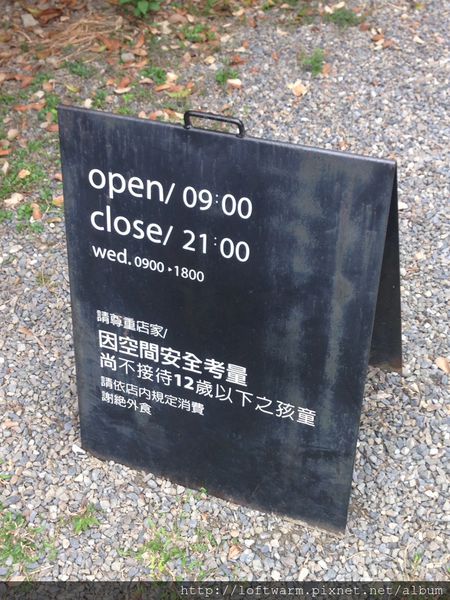 open/ 09:00
close/ 21:00
wed. 0900▸1800
請尊重店家/
因空間安全考量
尚不接待12歲以下之孩童
請依店內規定消費
謝絕外食
http://loftwarm.pixnet.net/album